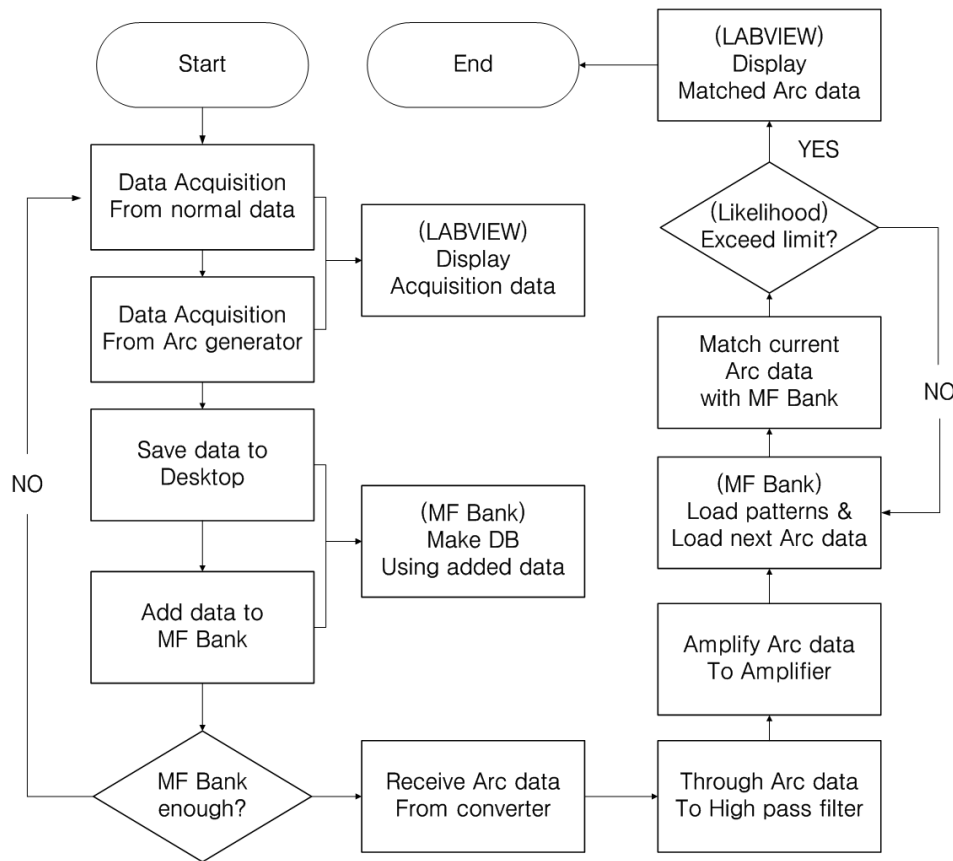 Start
Data Acquisition
From normal data
Data Acquisition
From Arc generator
(LABVIEW)
Display
Acquisition data
Save data to
Desktop
Add data to
MF Bank
(MF Bank)
Make DB
Using added data
NO
MF Bank
enough?
Receive Arc data
From converter
Through Arc data
To High pass filter
Amplify Arc data
To Amplifier
(MF Bank)
Load patterns &
Load next Arc data
Match current
Arc data
with MF Bank
(Likelihood)
Exceed limit?
NO
YES
(LABVIEW)
Display
Matched Arc data
End